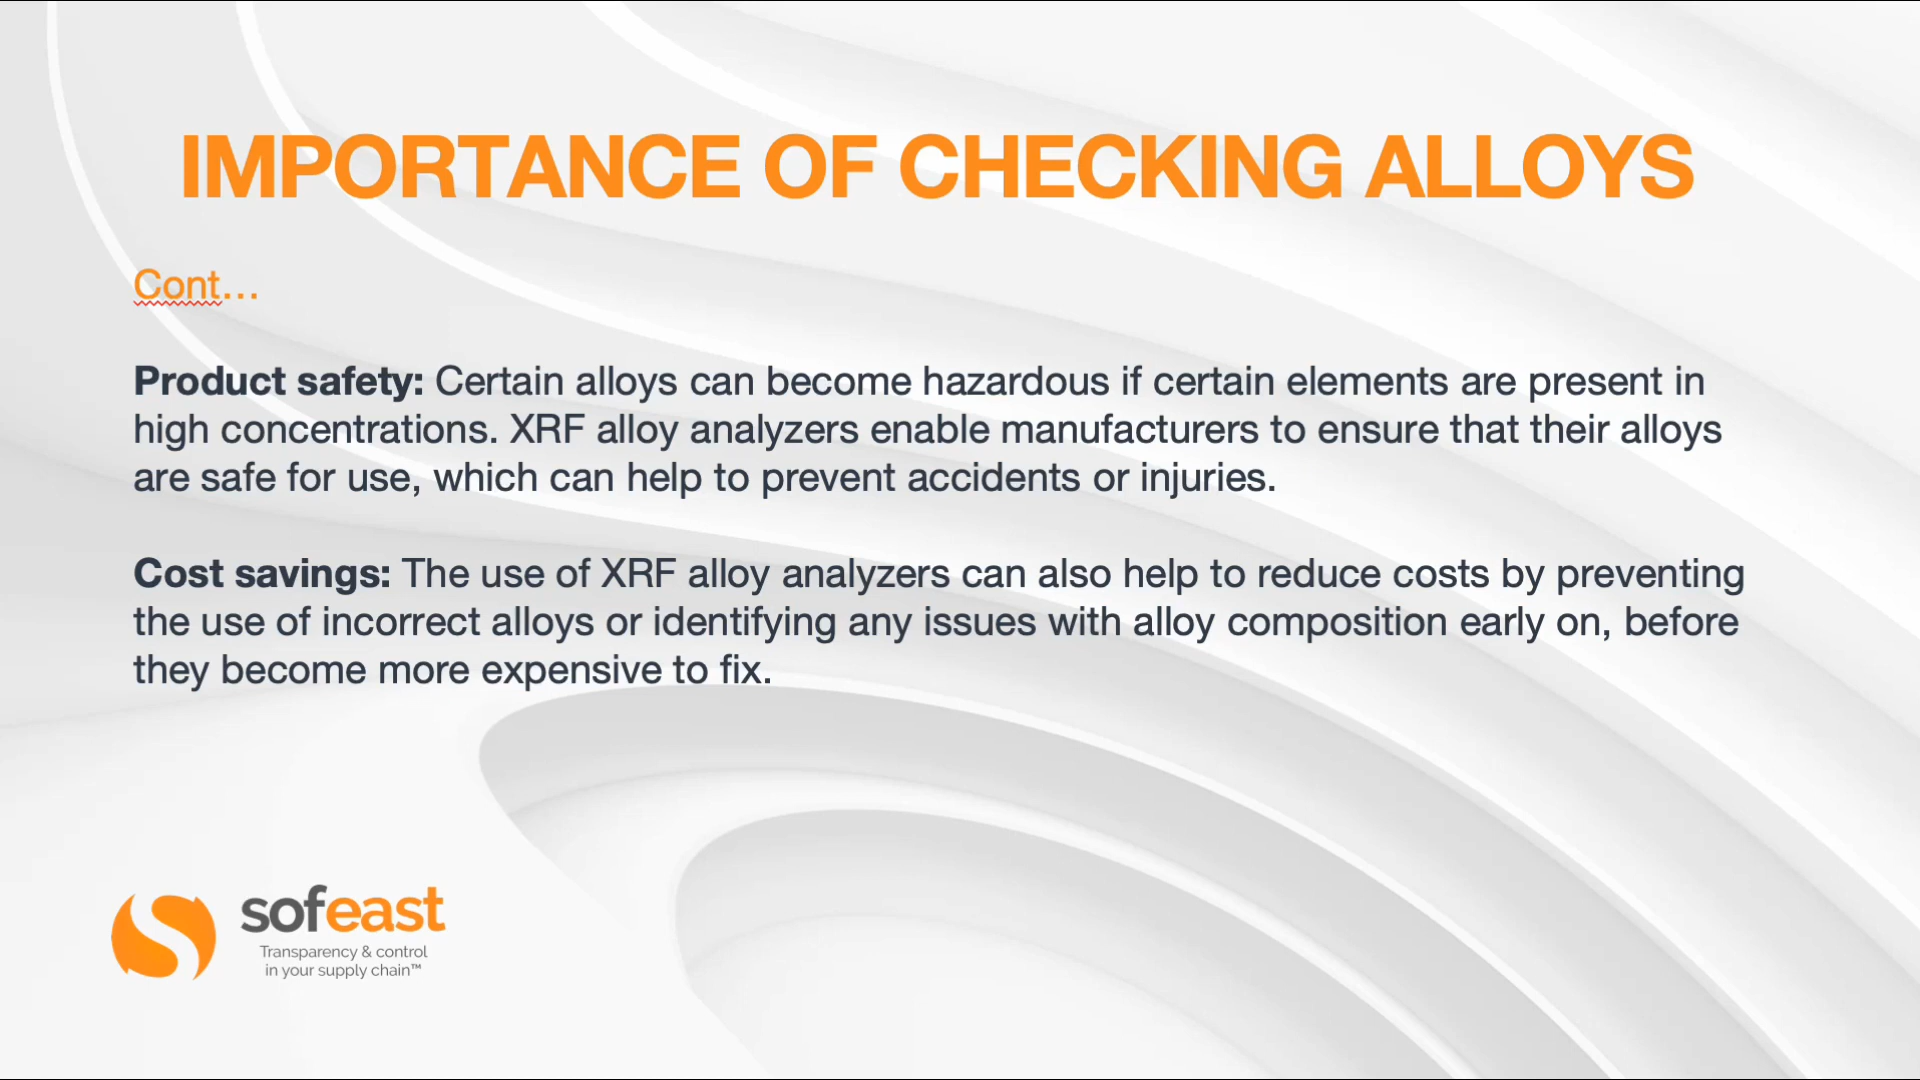 IMPORTANCE OF CHECKING ALLOYS
Cont…
Product safety: Certain alloys can become hazardous if certain elements are present in
high concentrations. XRF alloy analyzers enable manufacturers to ensure that their alloys
are safe for use, which can help to prevent accidents or injuries.
Cost savings: The use of XRF alloy analyzers can also help to reduce costs by preventing
the use of incorrect alloys or identifying any issues with alloy composition early on, before
they become more expensive to fix.
sofeast
Transparency & control
in your supply chain™